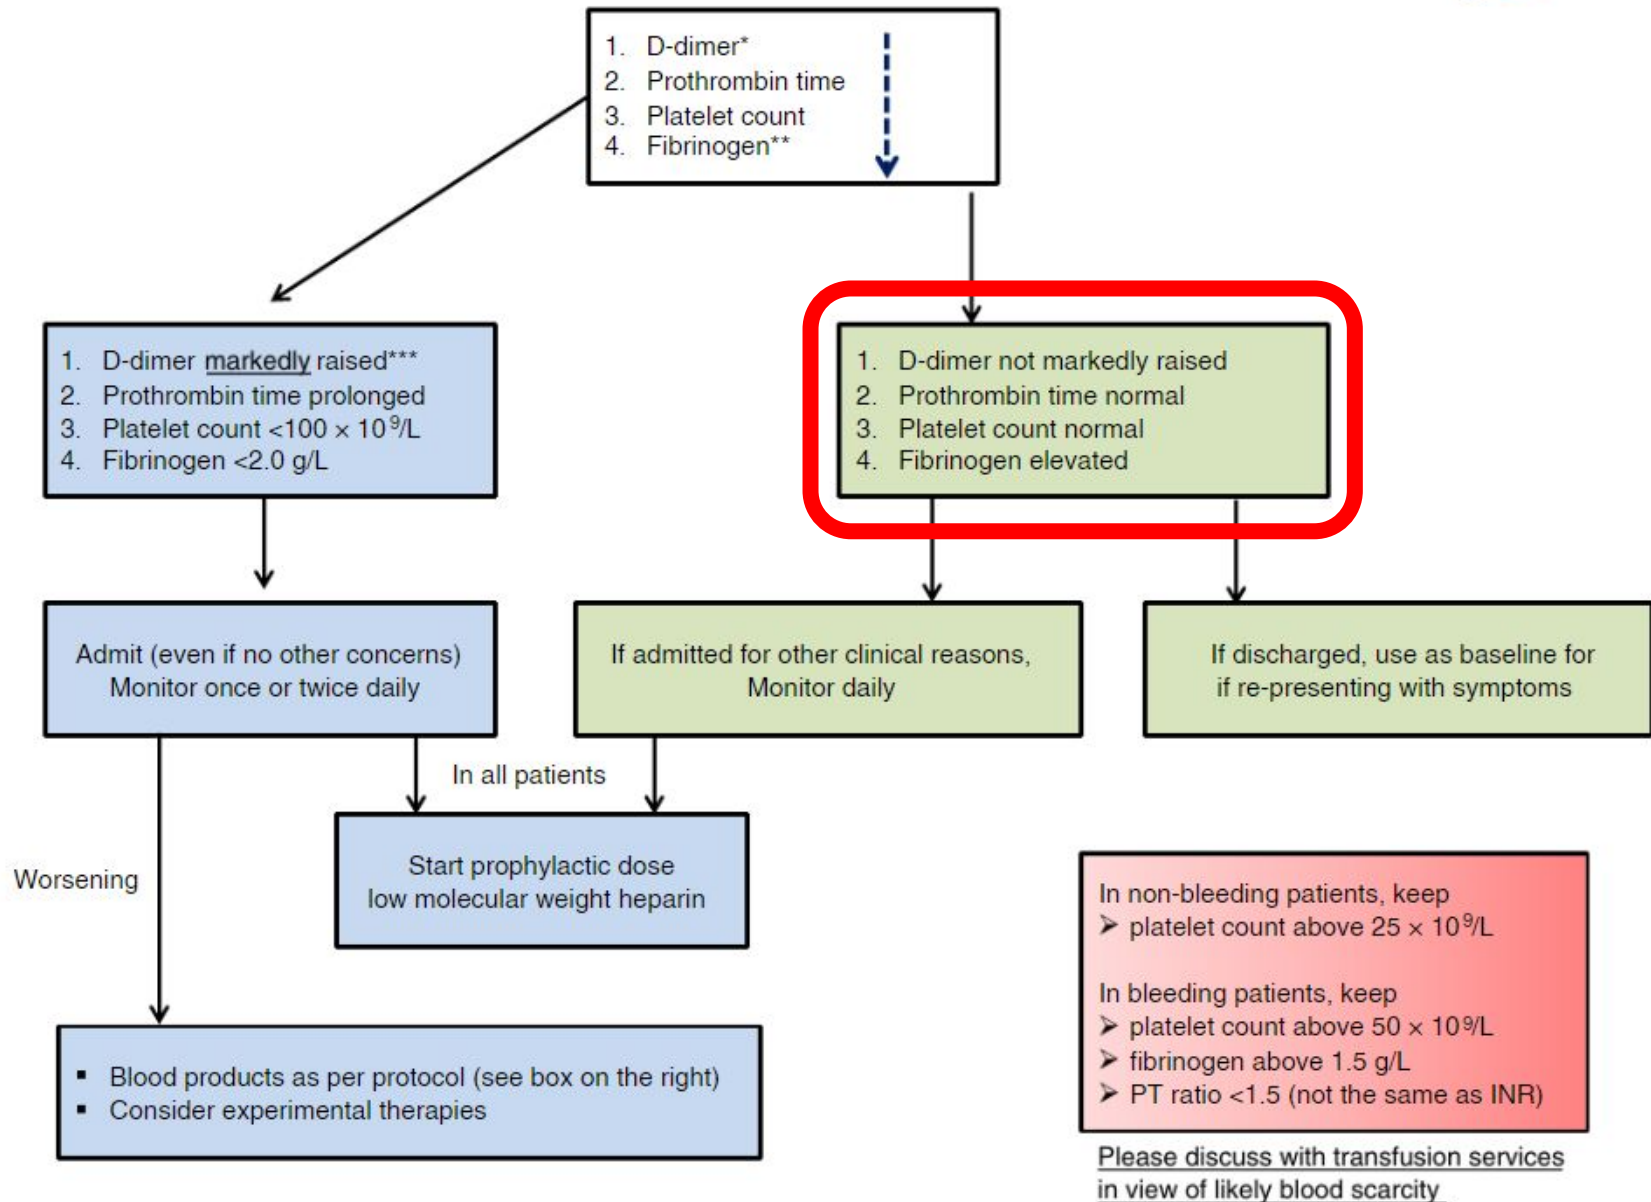 1. D-dimer*
2. Prothrombin time
3. Platelet count
4. Fibrinogen**
1. D-dimer markedly raised***
2. Prothrombin time prolonged
3. Platelet count <100 × 10⁹/L
4. Fibrinogen <2.0 g/L
1. D-dimer not markedly raised
2. Prothrombin time normal
3. Platelet count normal
4. Fibrinogen elevated
Admit (even if no other concerns)
Monitor once or twice daily
If admitted for other clinical reasons,
Monitor daily
If discharged, use as baseline for
if re-presenting with symptoms
In all patients
Worsening
Start prophylactic dose
low molecular weight heparin
▪ Blood products as per protocol (see box on the right)
▪ Consider experimental therapies
In non-bleeding patients, keep
➢ platelet count above 25 × 10⁹/L
In bleeding patients, keep
➢ platelet count above 50 × 10⁹/L
➢ fibrinogen above 1.5 g/L
➢ PT ratio <1.5 (not the same as INR)
Please discuss with transfusion services
in view of likely blood scarcity